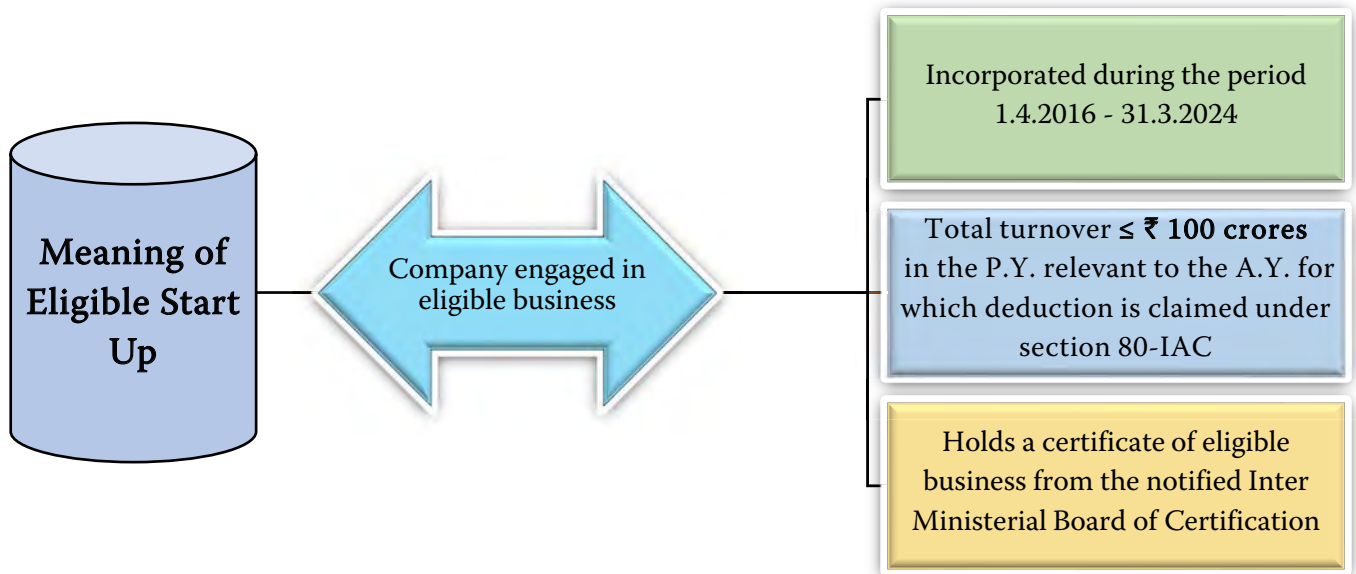 Meaning of
Eligible Start
Up
Company engaged in
eligible business
Incorporated during the period
1.4.2016 - 31.3.2024
Total turnover ≤ ₹ 100 crores
in the P.Y. relevant to the A.Y. for
which deduction is claimed under
section 80-IAC
Holds a certificate of eligible
business from the notified Inter
Ministerial Board of Certification